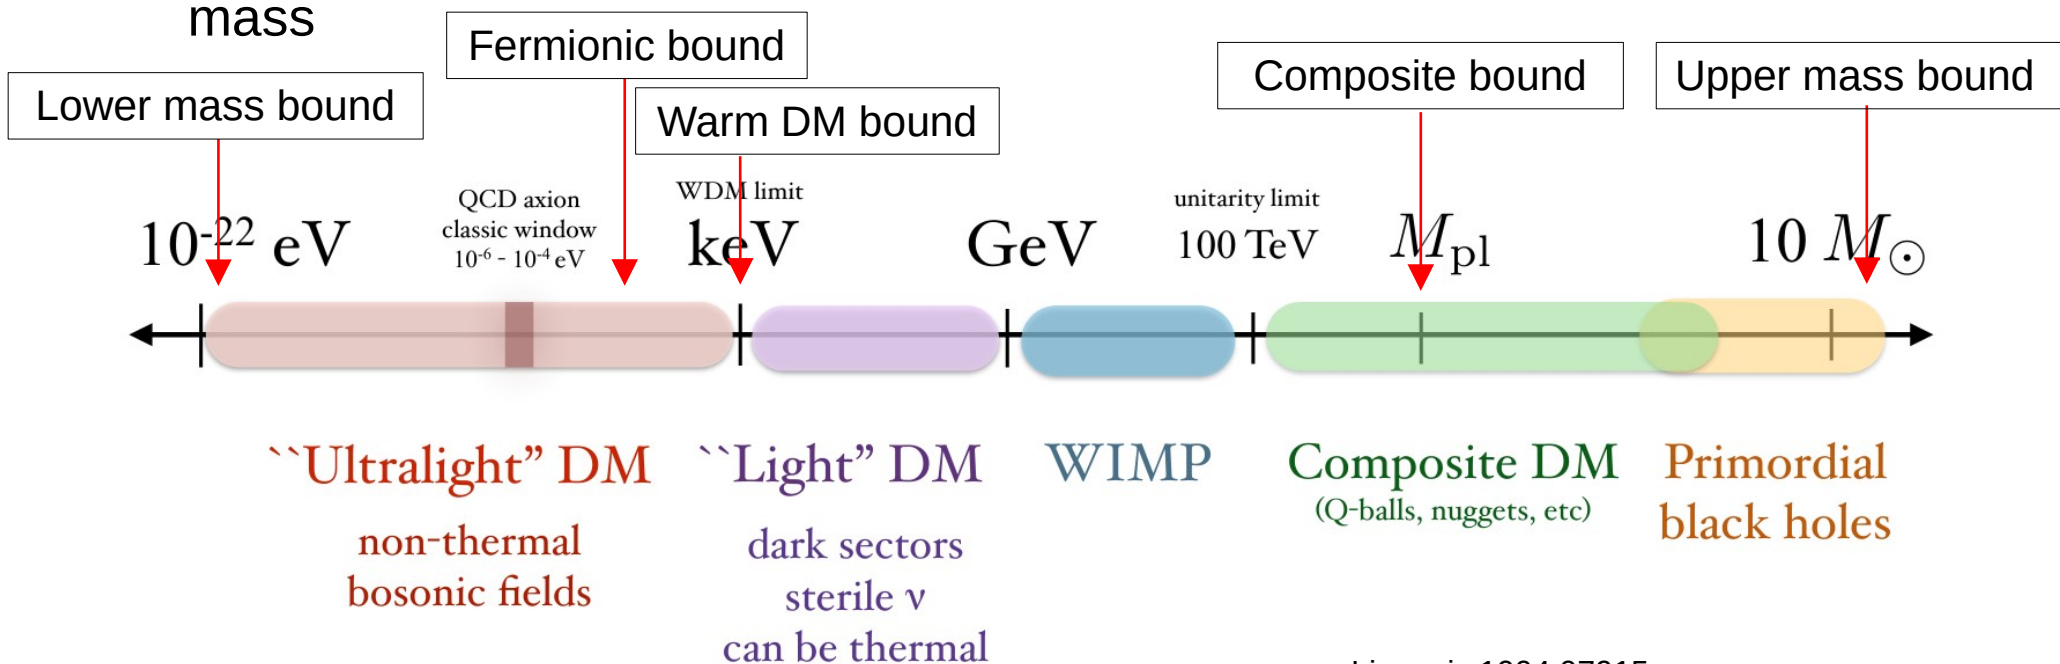 mass
Fermionic bound
Composite bound
Upper mass bound
Lower mass bound
Warm DM bound
QCD axion
classic window
10⁻⁶ - 10⁻⁴ eV
WDM limit
unitarity limit
10⁻²² eV
keV
GeV
100 TeV
M_pl
10 M_☉
``Ultralight” DM
non-thermal
bosonic fields
``Light” DM
dark sectors
sterile ν
can be thermal
WIMP
Composite DM
(Q-balls, nuggets, etc)
Primordial
black holes